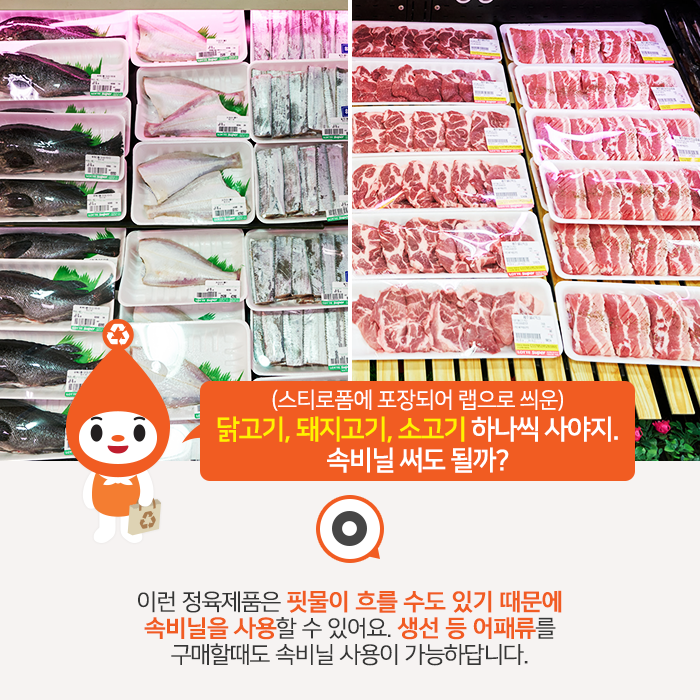 (스티로폼에 포장되어 랩으로 씌운)
닭고기, 돼지고기, 소고기 하나씩 사야지.
속비닐 써도 될까?
이런 정육제품은 핏물이 흐를 수도 있기 때문에
속비닐을 사용할 수 있어요. 생선 등 어패류를
구매할때도 속비닐 사용이 가능하답니다.